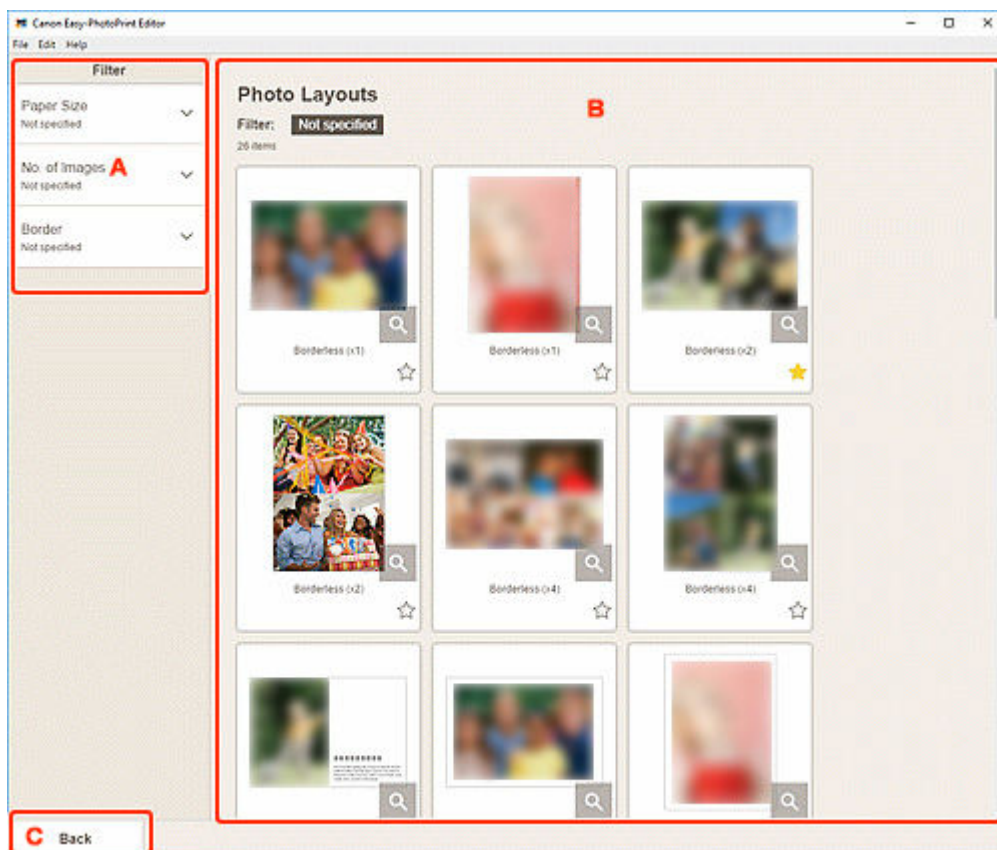 Canon Easy-PhotoPrint Editor
File Edit Help
Filter
Paper Size
Not specified
No. of Images A
Not specified
Border
Not specified
Photo Layouts
B
Filter: Not specified
26 items
Borderless (x1)
Borderless (x1)
Borderless (x2)
Borderless (x2)
Borderless (x4)
Borderless (x4)
C Back